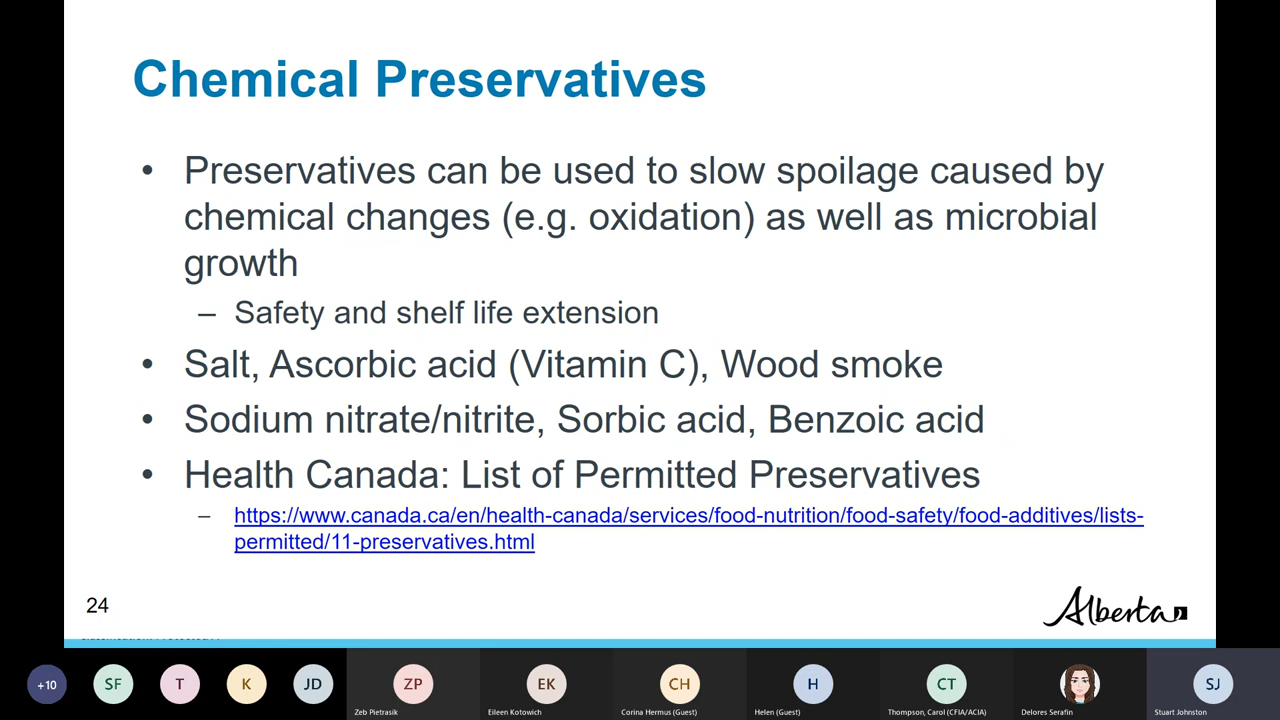 Chemical Preservatives
• Preservatives can be used to slow spoilage caused by
chemical changes (e.g. oxidation) as well as microbial
growth
– Safety and shelf life extension
• Salt, Ascorbic acid (Vitamin C), Wood smoke
• Sodium nitrate/nitrite, Sorbic acid, Benzoic acid
• Health Canada: List of Permitted Preservatives
– https://www.canada.ca/en/health-canada/services/food-nutrition/food-safety/food-additives/lists-
permitted/11-preservatives.html
24
Alberta
+10
SF
T
K
JD
ZP
EK
CH
H
CT
SJ
Zeb Pietrasik
Eileen Kotowich
Corina Hermus (Guest)
Helen (Guest)
Thompson, Carol (CFIA/ACIA)
Delores Serafin
Stuart Johnston